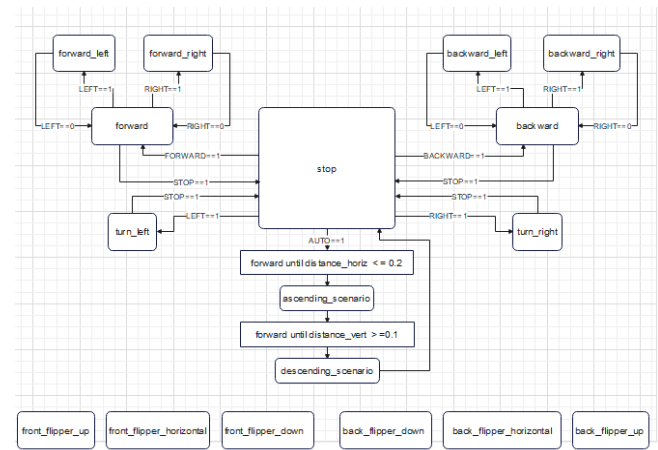 forward_left
forward_right
backward_left
backward_right
LEFT==1
RIGHT==1
LEFT==1
RIGHT==1
LEFT==0
forward
RIGHT==0
LEFT==0
backward
RIGHT==0
FORWARD==1
stop
BACKWARD==1
STOP==1
STOP==1
STOP==1
STOP==1
turn_left
LEFT==1
RIGHT==1
turn_right
AUTO==1
forward until distance_horiz <= 0.2
ascending_scenario
forward until distance_vert > =0.1
descending_scenario
front_flipper_up
front_flipper_horizontal
front_flipper_down
back_flipper_down
back_flipper_horizontal
back_flipper_up